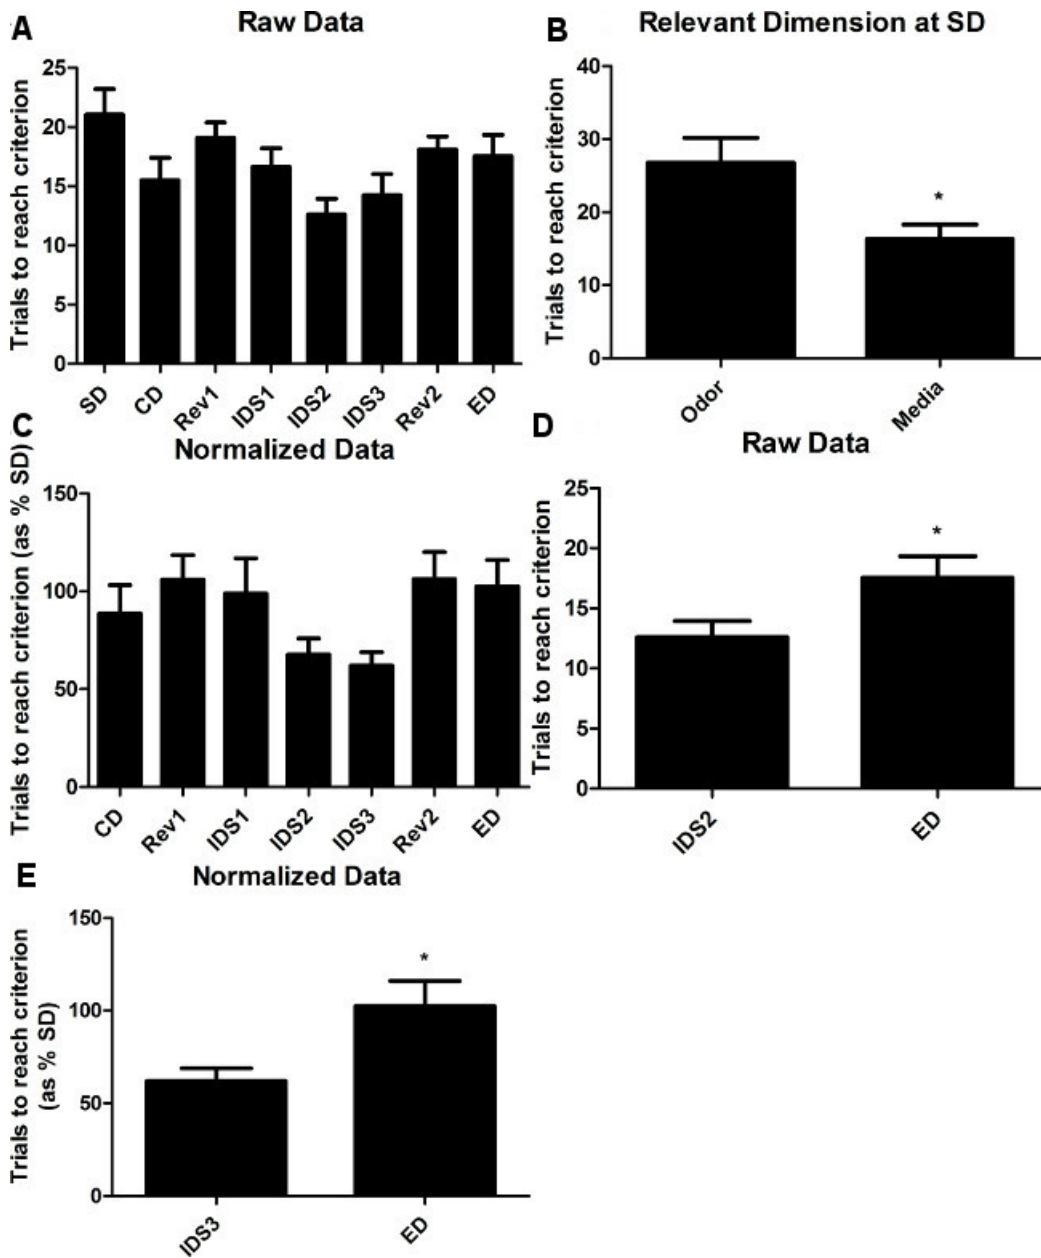 A
Raw Data
Trials to reach criterion
25
20
15
10
5
0
SD
CD
Rev1
IDS1
IDS2
IDS3
Rev2
ED
B
Relevant Dimension at SD
Trials to reach criterion
40
30
20
10
0
*
Odor
Media
C
Normalized Data
Trials to reach criterion (as % SD)
150
100
50
0
CD
Rev1
IDS1
IDS2
IDS3
Rev2
ED
D
Raw Data
Trials to reach criterion
25
20
15
10
5
0
*
IDS2
ED
E
Normalized Data
Trials to reach criterion
(as % SD)
150
100
50
0
*
IDS3
ED